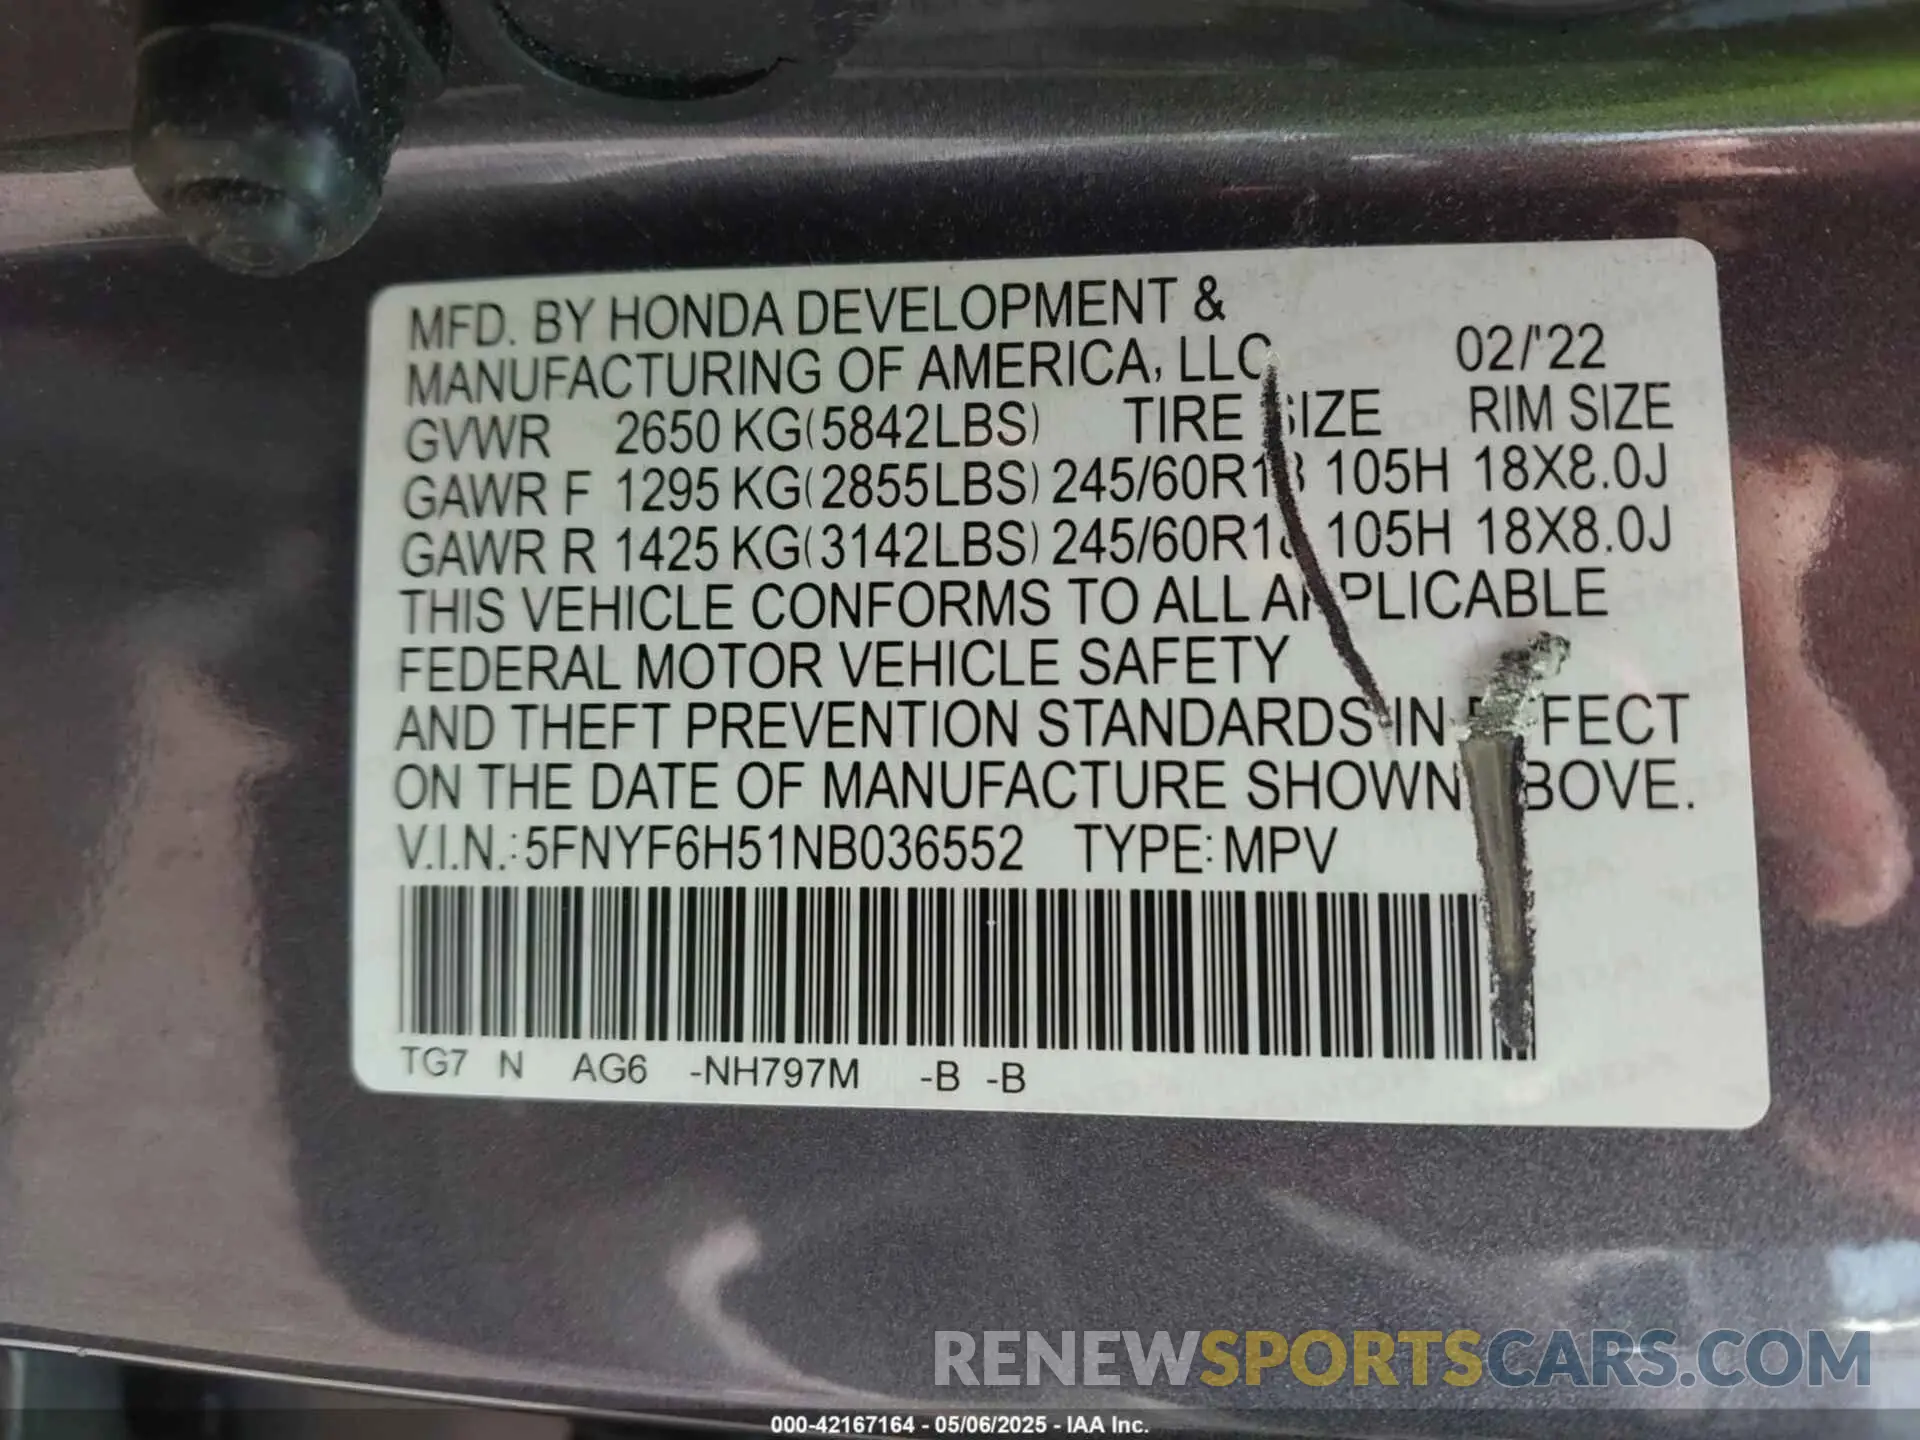 MFD. BY HONDA DEVELOPMENT &
MANUFACTURING OF AMERICA, LLC 02/'22
GVWR 2650 KG(5842LBS) TIRE SIZE RIM SIZE
GAWR F 1295 KG(2855LBS) 245/60R18 105H 18X8.0J
GAWR R 1425 KG(3142LBS) 245/60R18 105H 18X8.0J
THIS VEHICLE CONFORMS TO ALL APPLICABLE
FEDERAL MOTOR VEHICLE SAFETY
AND THEFT PREVENTION STANDARDS IN EFFECT
ON THE DATE OF MANUFACTURE SHOWN ABOVE.
V.I.N.: 5FNYF6H51NB036552 TYPE: MPV
TG7 N AG6 -NH797M -B -B
RENEWSPORTSCARS.COM
000-42167164 - 05/06/2025 - IAA Inc.